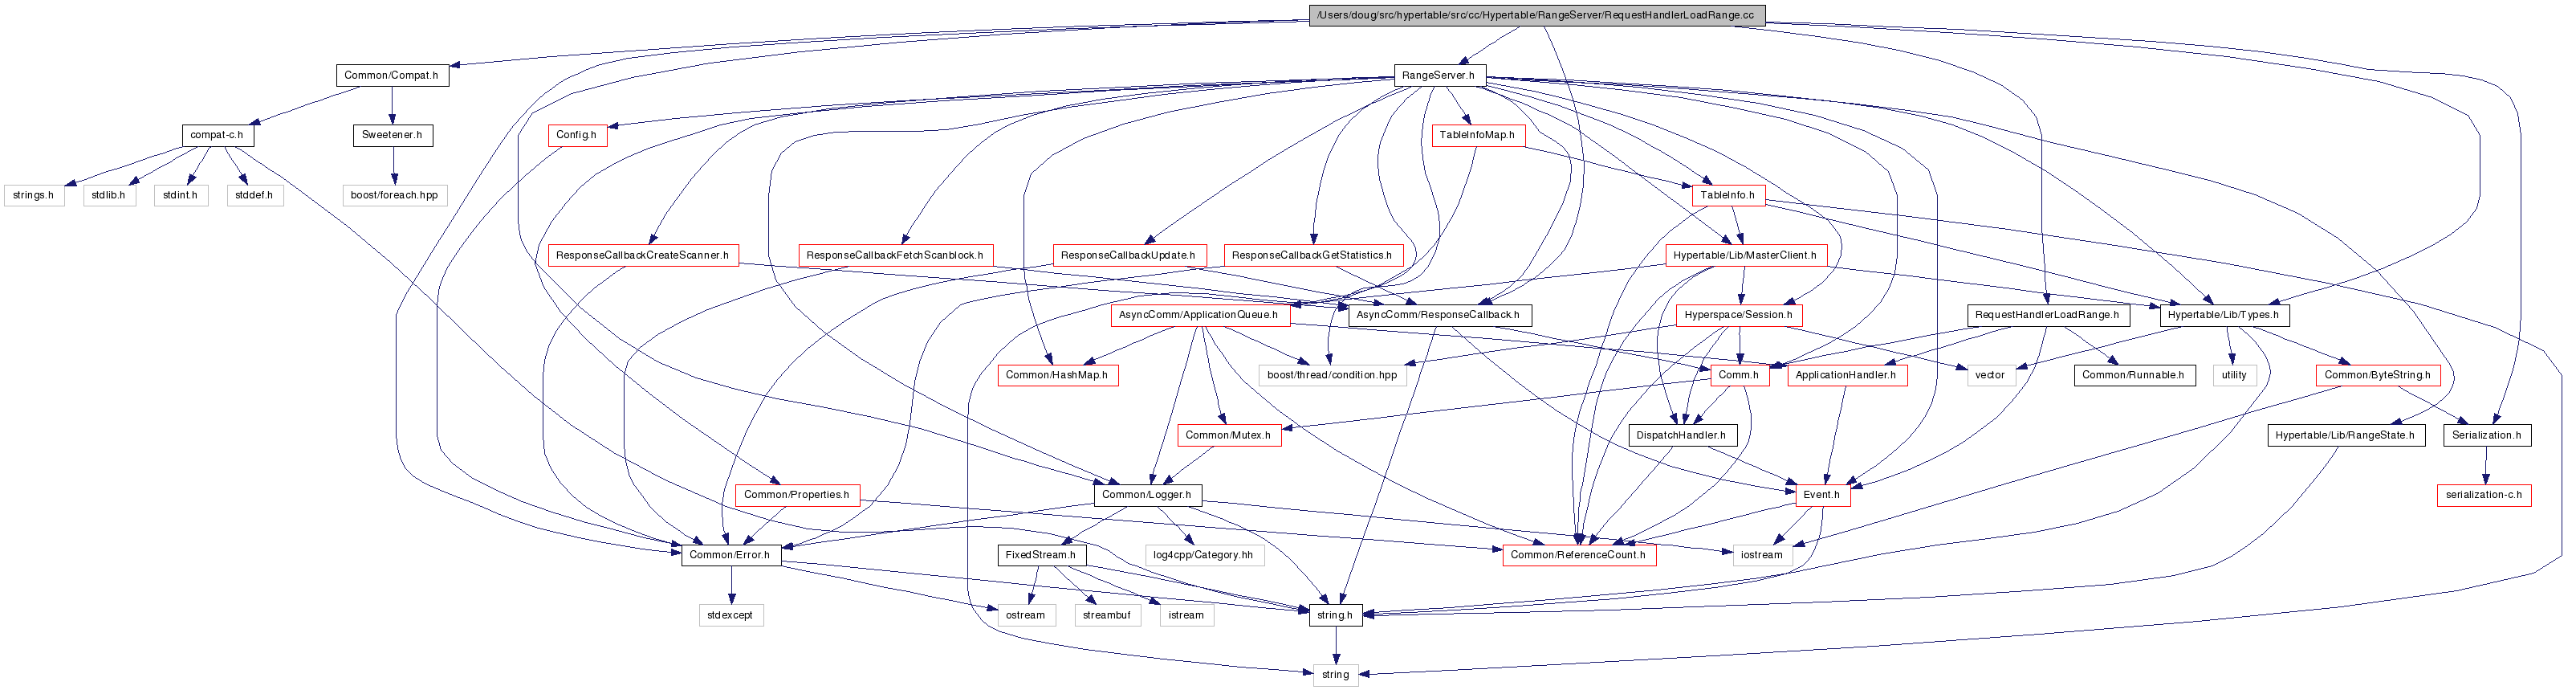 /Users/doug/src/hypertable/src/cc/Hypertable/RangeServer/RequestHandlerLoadRange.cc
Common/Compat.h
RangeServer.h
compat-c.h
Sweetener.h
Config.h
TableInfoMap.h
strings.h
stdlib.h
stdint.h
stddef.h
boost/foreach.hpp
TableInfo.h
ResponseCallbackCreateScanner.h
ResponseCallbackFetchScanblock.h
ResponseCallbackUpdate.h
ResponseCallbackGetStatistics.h
Hypertable/Lib/MasterClient.h
AsyncComm/ApplicationQueue.h
AsyncComm/ResponseCallback.h
Hyperspace/Session.h
RequestHandlerLoadRange.h
Hypertable/Lib/Types.h
Common/HashMap.h
boost/thread/condition.hpp
Comm.h
ApplicationHandler.h
vector
Common/Runnable.h
utility
Common/ByteString.h
Common/Mutex.h
DispatchHandler.h
Hypertable/Lib/RangeState.h
Serialization.h
Common/Properties.h
Common/Logger.h
Event.h
serialization-c.h
Common/Error.h
FixedStream.h
log4cpp/Category.hh
Common/ReferenceCount.h
iostream
stdexcept
ostream
streambuf
istream
string.h
string